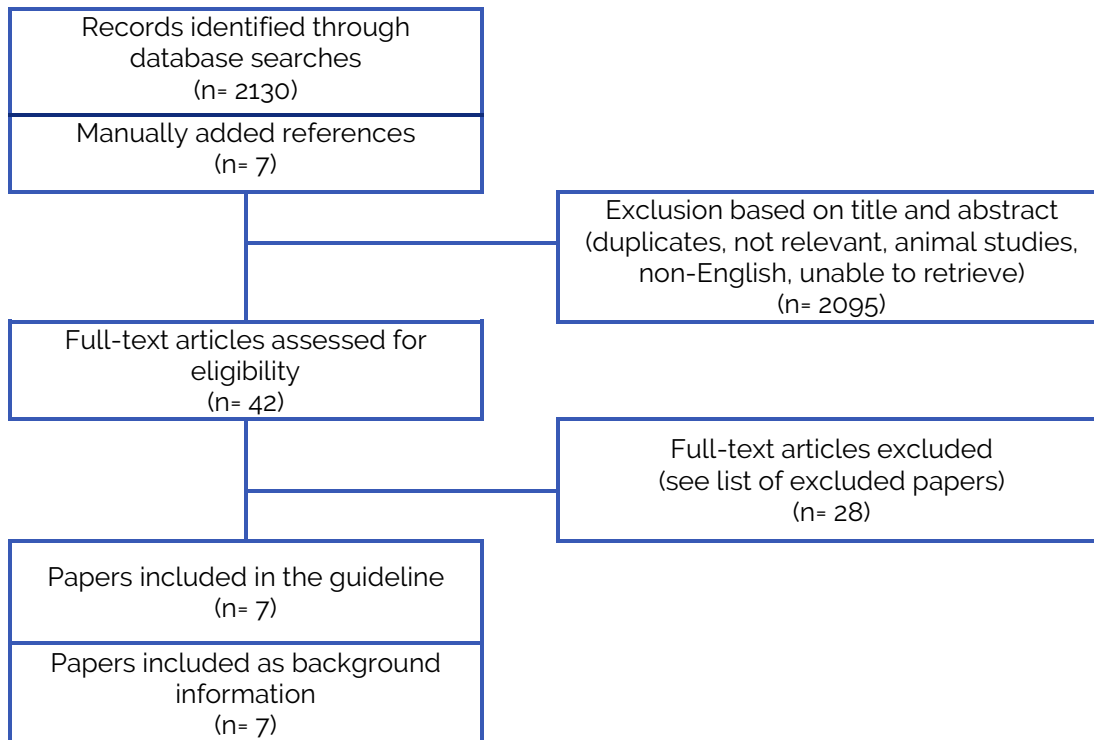 Records identified through
database searches
(n= 2130)
Manually added references
(n= 7)
Exclusion based on title and abstract
(duplicates, not relevant, animal studies,
non-English, unable to retrieve)
(n= 2095)
Full-text articles assessed for
eligibility
(n= 42)
Full-text articles excluded
(see list of excluded papers)
(n= 28)
Papers included in the guideline
(n= 7)
Papers included as background
information
(n= 7)